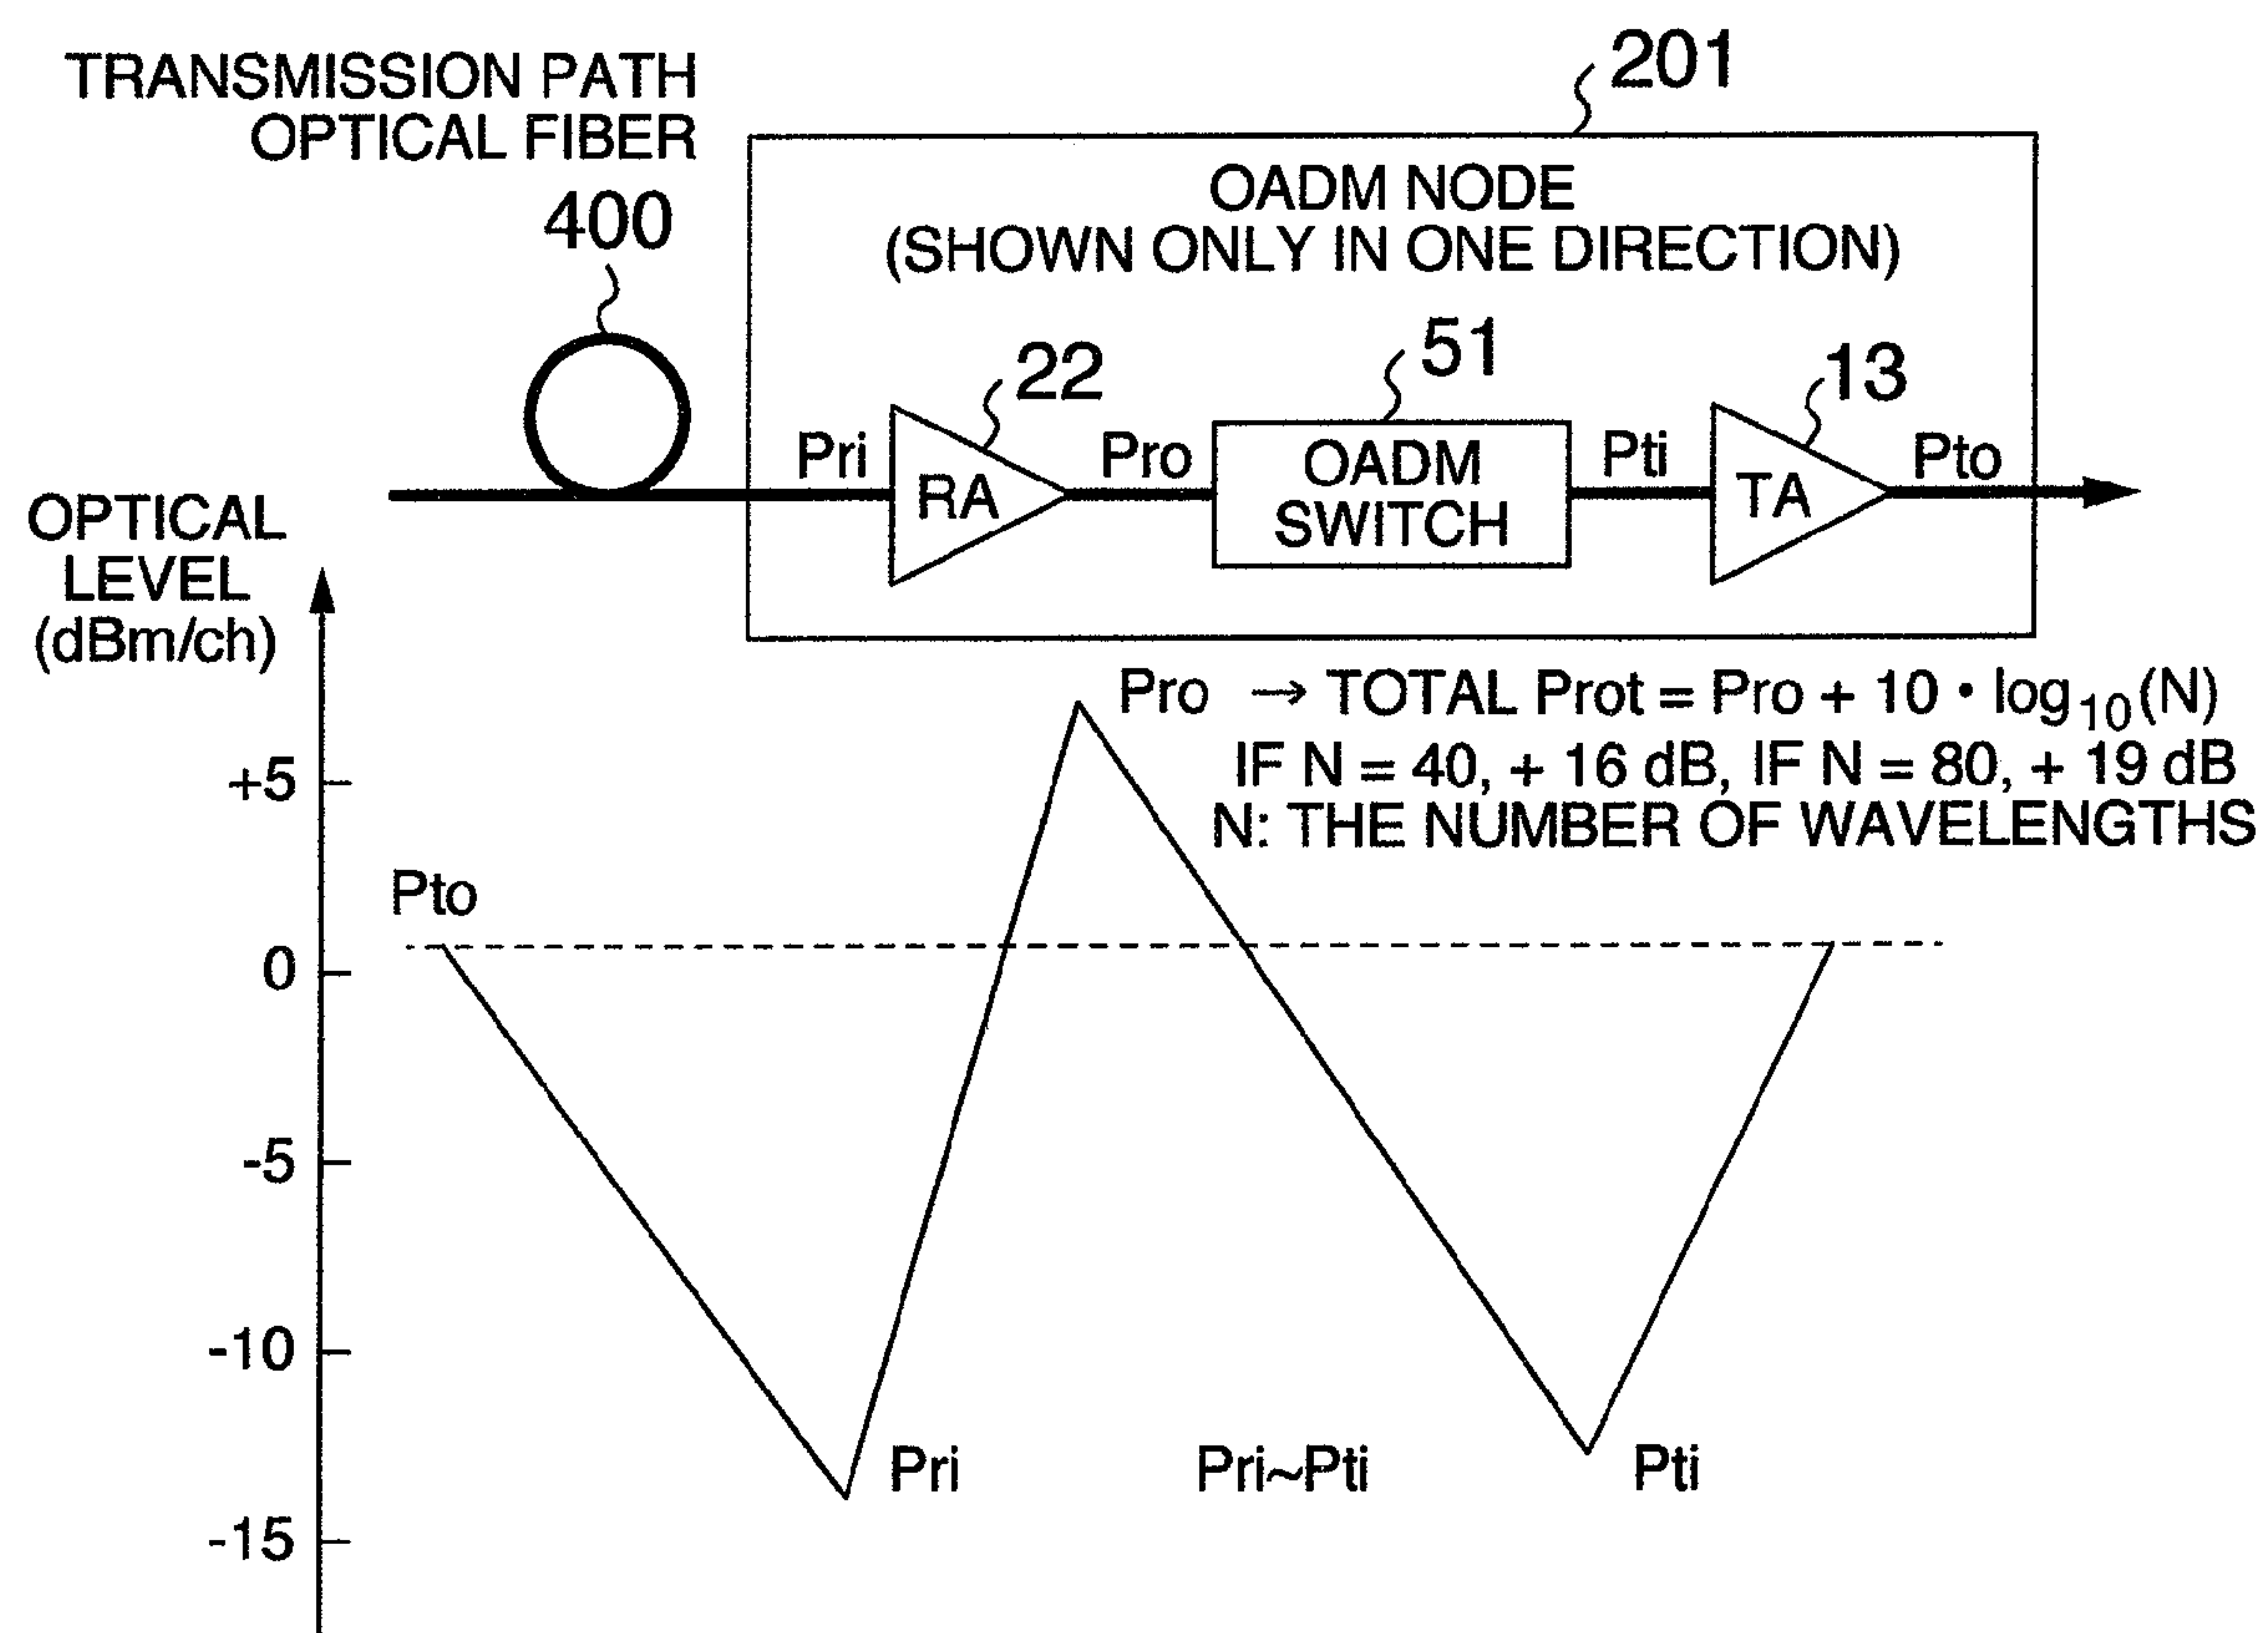 TRANSMISSION PATH
OPTICAL FIBER
400
201
OADM NODE
(SHOWN ONLY IN ONE DIRECTION)
Pri
22
RA
Pro
51
OADM
SWITCH
Pti
13
TA
Pto
OPTICAL
LEVEL
(dBm/ch)
Pro → TOTAL Prot = Pro + 10 • log10(N)
IF N = 40, + 16 dB, IF N = 80, + 19 dB
N: THE NUMBER OF WAVELENGTHS
+5
Pto
0
-5
-10
Pri
Pri~Pti
Pti
-15